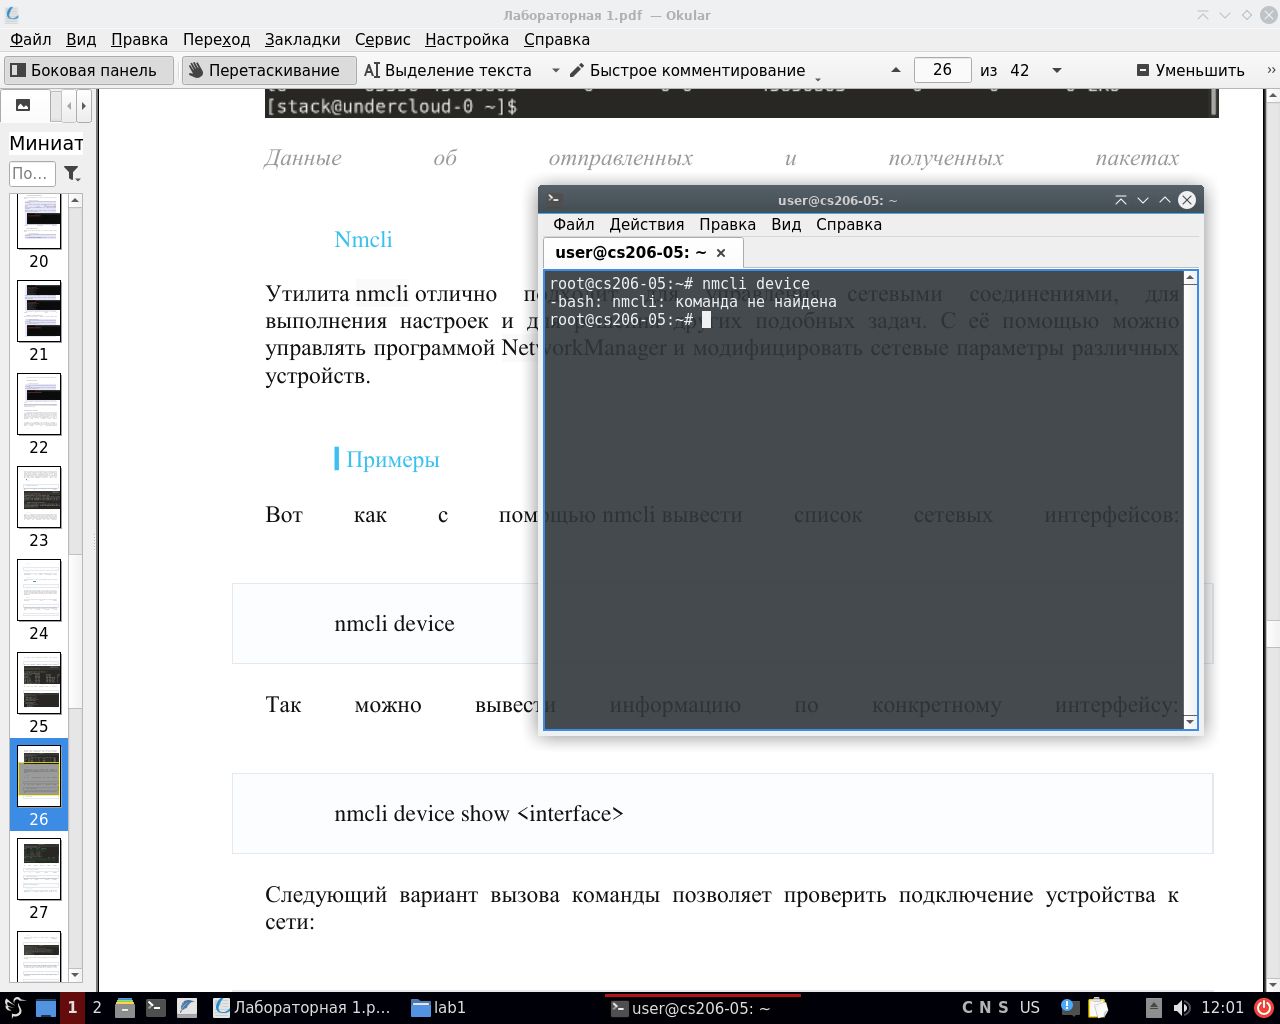 Лабораторная 1.pdf — Okular
Файл Вид Правка Переход Закладки Сервис Настройка Справка
Боковая панель Перетаскивание Выделение текста Быстрое комментирование 26 из 42 Уменьшить
Миниат
По...
20
21
22
23
24
25
26
27
[stack@undercloud-0 ~]$
Данные об отправленных и полученных пакетах
Nmcli
Утилита nmcli отлично подходит для управления сетевыми соединениями, для
выполнения настроек и для решения других подобных задач. С её помощью можно
управлять программой NetworkManager и модифицировать сетевые параметры различных
устройств.
Примеры
Вот как с помощью nmcli вывести список сетевых интерфейсов:
nmcli device
Так можно вывести информацию по конкретному интерфейсу:
nmcli device show <interface>
Следующий вариант вызова команды позволяет проверить подключение устройства к
сети:
user@cs206-05: ~
Файл Действия Правка Вид Справка
user@cs206-05: ~
root@cs206-05:~# nmcli device
-bash: nmcli: команда не найдена
root@cs206-05:~#
1 2 Лабораторная 1.p... lab1 user@cs206-05: ~ C N S US 12:01